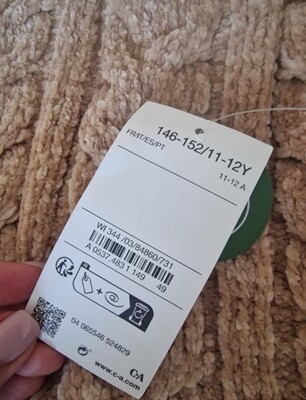 146-152/11-12Y
FR/IT/ES/PT
11-12 A
WI 344 /03/84860/731
A 0537 483 1 149 49
04 065546 524829
C&A
www.c-a.com